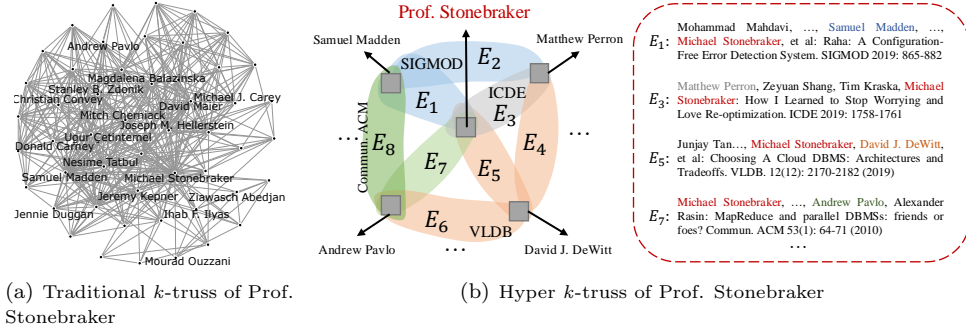 Andrew Pavlo
Magdalena Balazinska
Stanley B. Zdonik
Christian Convey
Michael J. Carey
David Maier
Mitch Cherniack
Joseph M. Hellerstein
Ugur Çetintemel
Donald Carney
Nesime Tatbul
Samuel Madden
Michael Stonebraker
Jeremy Kepner
Ziawasch Abedjan
Jennie Duggan
Ihab F. Ilyas
Mourad Ouzzani
(a) Traditional k-truss of Prof.
Stonebraker
Prof. Stonebraker
Samuel Madden
Matthew Perron
SIGMOD
E2
ICDE
E1
E3
...
Commun. ACM
E8
E4
...
E7
E5
E6
VLDB
Andrew Pavlo
David J. DeWitt
(b) Hyper k-truss of Prof. Stonebraker
Mohammad Mahdavi, …, Samuel Madden, …,
E1: Michael Stonebraker, et al: Raha: A Configuration-
Free Error Detection System. SIGMOD 2019: 865-882
Matthew Perron, Zeyuan Shang, Tim Kraska, Michael
E3: Stonebraker: How I Learned to Stop Worrying and
Love Re-optimization. ICDE 2019: 1758-1761
Junjay Tan…, Michael Stonebraker, David J. DeWitt,
E5: et al: Choosing A Cloud DBMS: Architectures and
Tradeoffs. VLDB. 12(12): 2170-2182 (2019)
Michael Stonebraker, …, Andrew Pavlo, Alexander
E7: Rasin: MapReduce and parallel DBMSs: friends or
foes? Commun. ACM 53(1): 64-71 (2010)
…